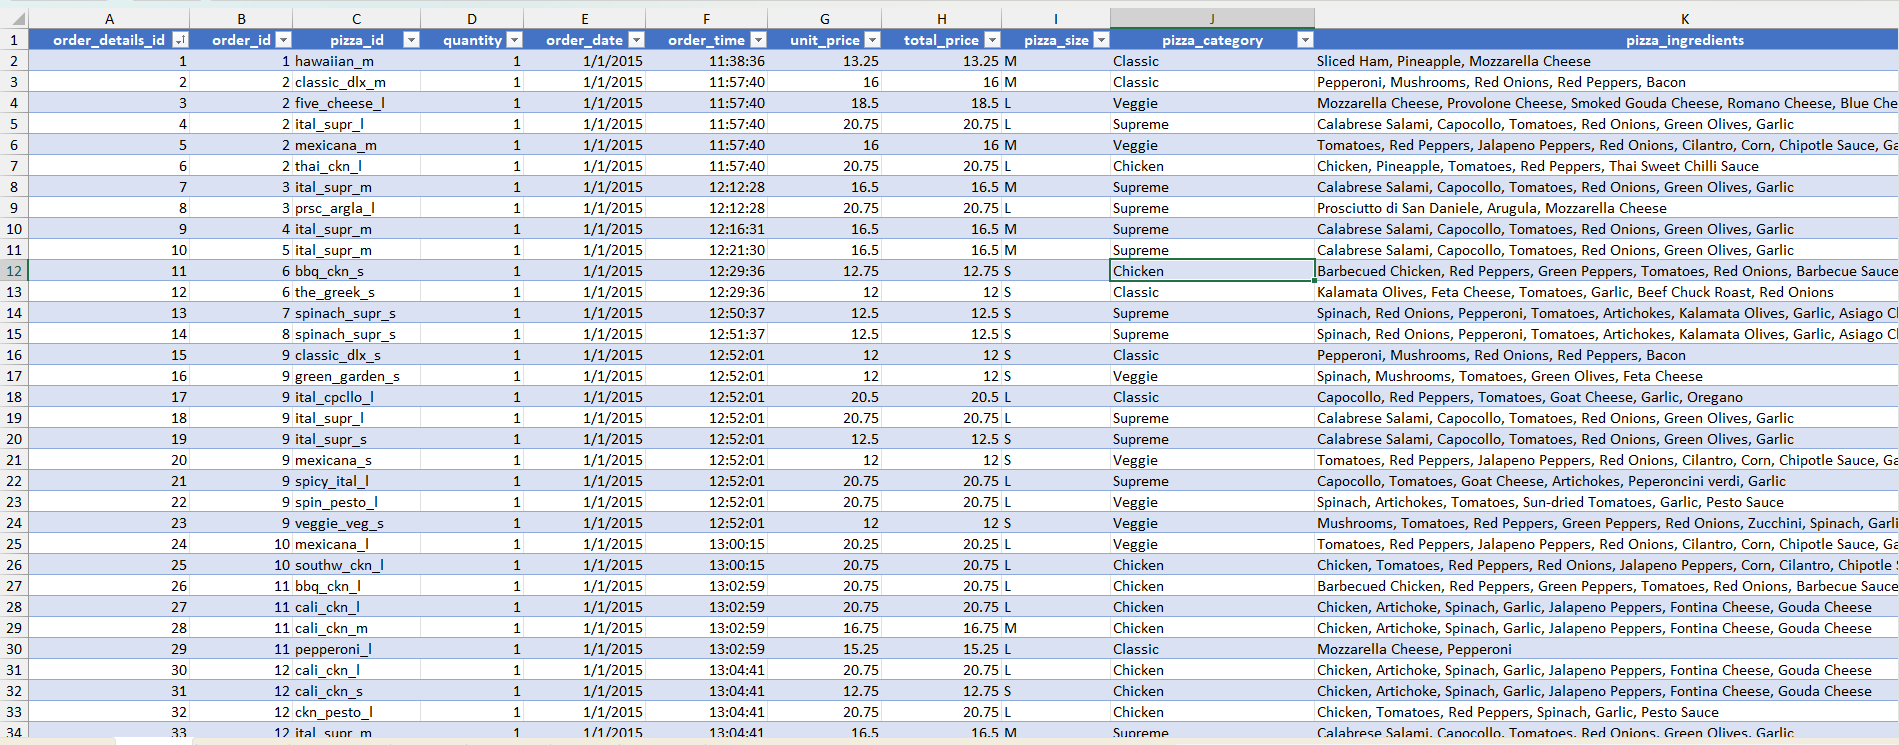 A B C D E F G H I J K
1 order_details_id order_id pizza_id quantity order_date order_time unit_price total_price pizza_size pizza_category pizza_ingredients
2 1 1 hawaiian_m 1 1/1/2015 11:38:36 13.25 13.25 M Classic Sliced Ham, Pineapple, Mozzarella Cheese
3 2 2 classic_dlx_m 1 1/1/2015 11:57:40 16 16 M Classic Pepperoni, Mushrooms, Red Onions, Red Peppers, Bacon
4 3 2 five_cheese_l 1 1/1/2015 11:57:40 18.5 18.5 L Veggie Mozzarella Cheese, Provolone Cheese, Smoked Gouda Cheese, Romano Cheese, Blue Che
5 4 2 ital_supr_l 1 1/1/2015 11:57:40 20.75 20.75 L Supreme Calabrese Salami, Capocollo, Tomatoes, Red Onions, Green Olives, Garlic
6 5 2 mexicana_m 1 1/1/2015 11:57:40 16 16 M Veggie Tomatoes, Red Peppers, Jalapeno Peppers, Red Onions, Cilantro, Corn, Chipotle Sauce, Ga
7 6 2 thai_ckn_l 1 1/1/2015 11:57:40 20.75 20.75 L Chicken Chicken, Pineapple, Tomatoes, Red Peppers, Thai Sweet Chilli Sauce
8 7 3 ital_supr_m 1 1/1/2015 12:12:28 16.5 16.5 M Supreme Calabrese Salami, Capocollo, Tomatoes, Red Onions, Green Olives, Garlic
9 8 3 prsc_argla_l 1 1/1/2015 12:12:28 20.75 20.75 L Supreme Prosciutto di San Daniele, Arugula, Mozzarella Cheese
10 9 4 ital_supr_m 1 1/1/2015 12:16:31 16.5 16.5 M Supreme Calabrese Salami, Capocollo, Tomatoes, Red Onions, Green Olives, Garlic
11 10 5 ital_supr_m 1 1/1/2015 12:21:30 16.5 16.5 M Supreme Calabrese Salami, Capocollo, Tomatoes, Red Onions, Green Olives, Garlic
12 11 6 bbq_ckn_s 1 1/1/2015 12:29:36 12.75 12.75 S Chicken Barbecued Chicken, Red Peppers, Green Peppers, Tomatoes, Red Onions, Barbecue Sauce
13 12 6 the_greek_s 1 1/1/2015 12:29:36 12 12 S Classic Kalamata Olives, Feta Cheese, Tomatoes, Garlic, Beef Chuck Roast, Red Onions
14 13 7 spinach_supr_s 1 1/1/2015 12:50:37 12.5 12.5 S Supreme Spinach, Red Onions, Pepperoni, Tomatoes, Artichokes, Kalamata Olives, Garlic, Asiago Cl
15 14 8 spinach_supr_s 1 1/1/2015 12:51:37 12.5 12.5 S Supreme Spinach, Red Onions, Pepperoni, Tomatoes, Artichokes, Kalamata Olives, Garlic, Asiago Cl
16 15 9 classic_dlx_s 1 1/1/2015 12:52:01 12 12 S Classic Pepperoni, Mushrooms, Red Onions, Red Peppers, Bacon
17 16 9 green_garden_s 1 1/1/2015 12:52:01 12 12 S Veggie Spinach, Mushrooms, Tomatoes, Green Olives, Feta Cheese
18 17 9 ital_cpcllo_l 1 1/1/2015 12:52:01 20.5 20.5 L Classic Capocollo, Red Peppers, Tomatoes, Goat Cheese, Garlic, Oregano
19 18 9 ital_supr_l 1 1/1/2015 12:52:01 20.75 20.75 L Supreme Calabrese Salami, Capocollo, Tomatoes, Red Onions, Green Olives, Garlic
20 19 9 ital_supr_s 1 1/1/2015 12:52:01 12.5 12.5 S Supreme Calabrese Salami, Capocollo, Tomatoes, Red Onions, Green Olives, Garlic
21 20 9 mexicana_s 1 1/1/2015 12:52:01 12 12 S Veggie Tomatoes, Red Peppers, Jalapeno Peppers, Red Onions, Cilantro, Corn, Chipotle Sauce, Ga
22 21 9 spicy_ital_l 1 1/1/2015 12:52:01 20.75 20.75 L Supreme Capocollo, Tomatoes, Goat Cheese, Artichokes, Peperoncini verdi, Garlic
23 22 9 spin_pesto_l 1 1/1/2015 12:52:01 20.75 20.75 L Veggie Spinach, Artichokes, Tomatoes, Sun-dried Tomatoes, Garlic, Pesto Sauce
24 23 9 veggie_veg_s 1 1/1/2015 12:52:01 12 12 S Veggie Mushrooms, Tomatoes, Red Peppers, Green Peppers, Red Onions, Zucchini, Spinach, Garli
25 24 10 mexicana_l 1 1/1/2015 13:00:15 20.25 20.25 L Veggie Tomatoes, Red Peppers, Jalapeno Peppers, Red Onions, Cilantro, Corn, Chipotle Sauce, Ga
26 25 10 southw_ckn_l 1 1/1/2015 13:00:15 20.75 20.75 L Chicken Chicken, Tomatoes, Red Peppers, Red Onions, Jalapeno Peppers, Corn, Cilantro, Chipotle
27 26 11 bbq_ckn_l 1 1/1/2015 13:02:59 20.75 20.75 L Chicken Barbecued Chicken, Red Peppers, Green Peppers, Tomatoes, Red Onions, Barbecue Sauce
28 27 11 cali_ckn_l 1 1/1/2015 13:02:59 20.75 20.75 L Chicken Chicken, Artichoke, Spinach, Garlic, Jalapeno Peppers, Fontina Cheese, Gouda Cheese
29 28 11 cali_ckn_m 1 1/1/2015 13:02:59 16.75 16.75 M Chicken Chicken, Artichoke, Spinach, Garlic, Jalapeno Peppers, Fontina Cheese, Gouda Cheese
30 29 11 pepperoni_l 1 1/1/2015 13:02:59 15.25 15.25 L Classic Mozzarella Cheese, Pepperoni
31 30 12 cali_ckn_l 1 1/1/2015 13:04:41 20.75 20.75 L Chicken Chicken, Artichoke, Spinach, Garlic, Jalapeno Peppers, Fontina Cheese, Gouda Cheese
32 31 12 cali_ckn_s 1 1/1/2015 13:04:41 12.75 12.75 S Chicken Chicken, Artichoke, Spinach, Garlic, Jalapeno Peppers, Fontina Cheese, Gouda Cheese
33 32 12 ckn_pesto_l 1 1/1/2015 13:04:41 20.75 20.75 L Chicken Chicken, Tomatoes, Red Peppers, Spinach, Garlic, Pesto Sauce
34 33 12 ital_supr_m 1 1/1/2015 13:04:41 16.5 16.5 M Supreme Calabrese Salami, Capocollo, Tomatoes, Red Onions, Green Olives, Garlic